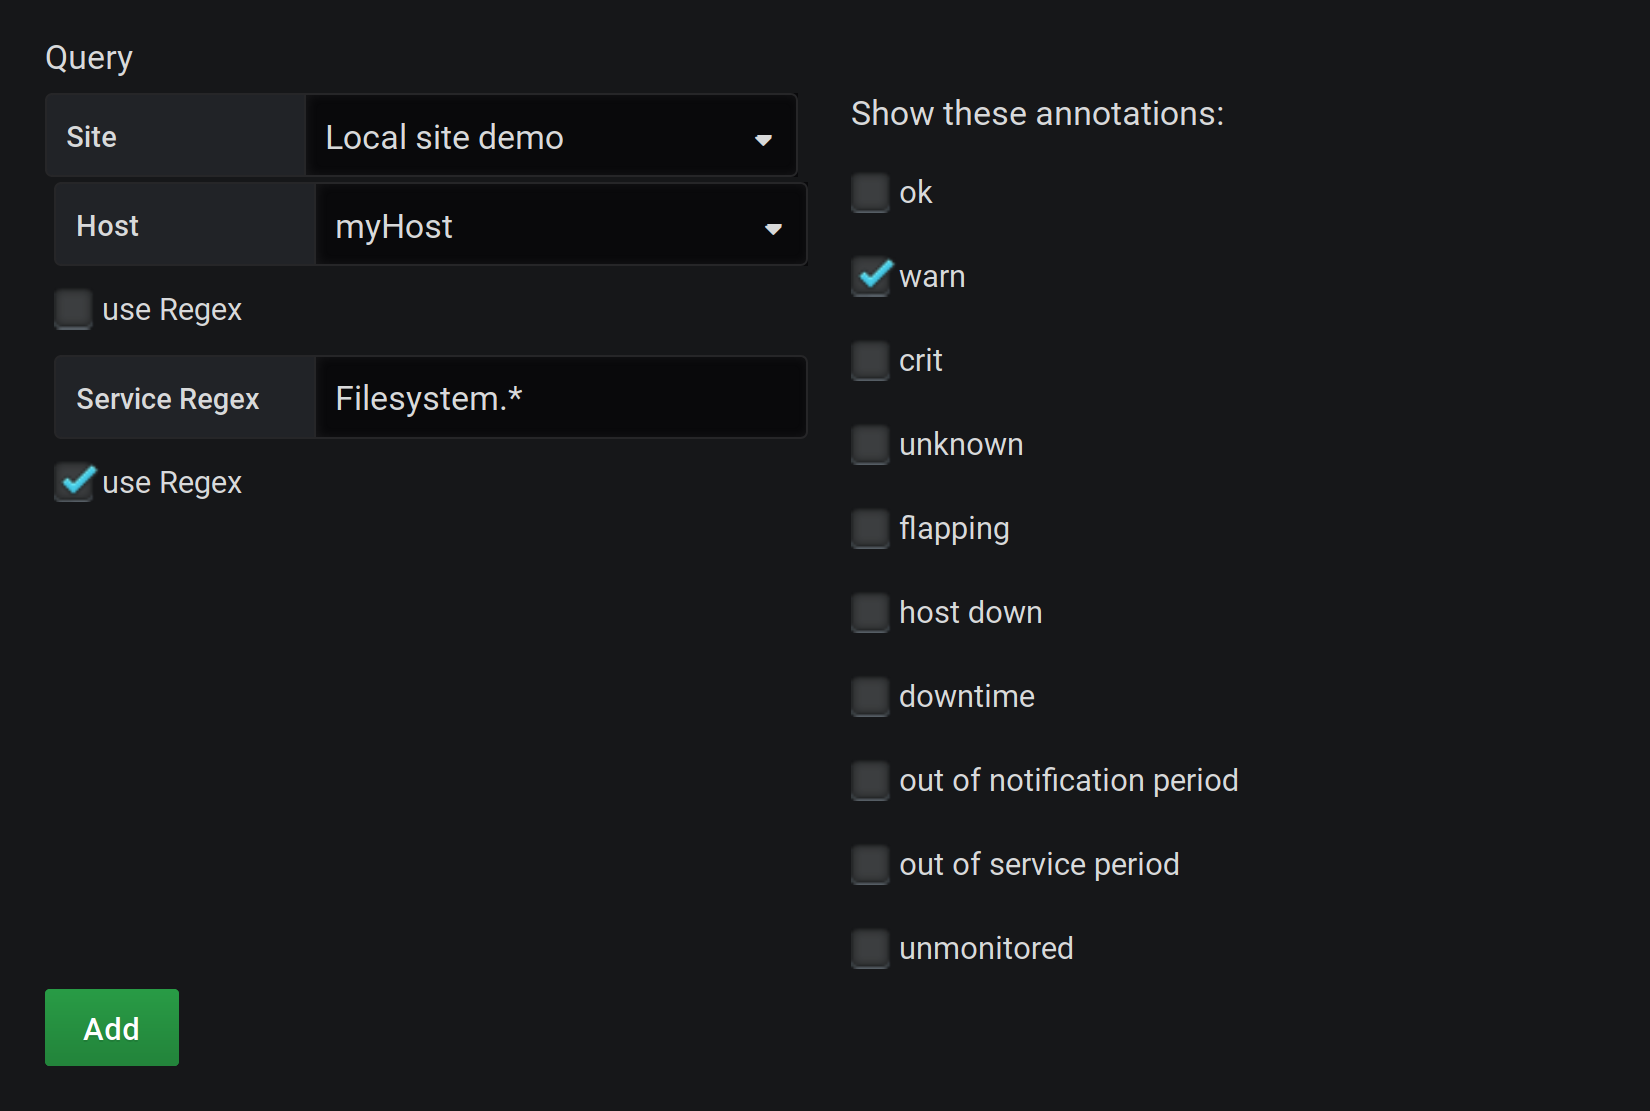 Query
Site
Local site demo
Host
myHost
use Regex
Service Regex
Filesystem.*
use Regex
Show these annotations:
ok
warn
crit
unknown
flapping
host down
downtime
out of notification period
out of service period
unmonitored
Add